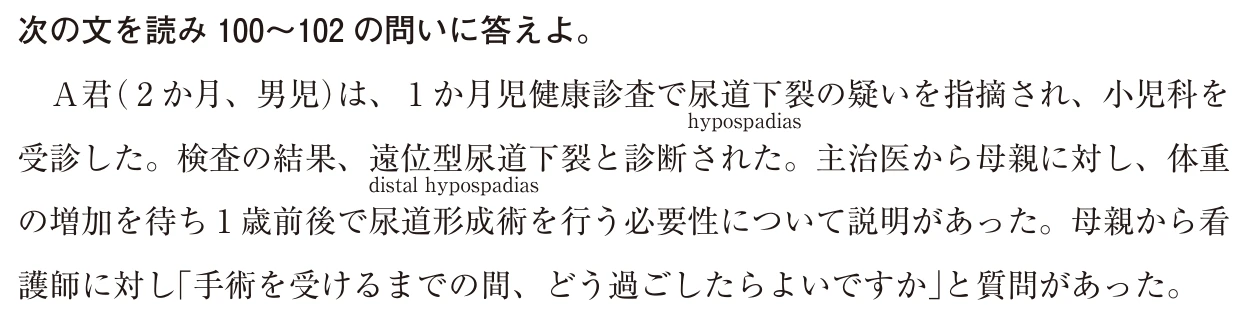 次の文を読み 100～102 の問いに答えよ。
Ａ君(２か月、男児)は、１か月児健康診査で尿道下裂の疑いを指摘され、小児科を
hypospadias
受診した。検査の結果、遠位型尿道下裂と診断された。主治医から母親に対し、体重
distal hypospadias
の増加を待ち１歳前後で尿道形成術を行う必要性について説明があった。母親から看
護師に対し「手術を受けるまでの間、どう過ごしたらよいですか」と質問があった。